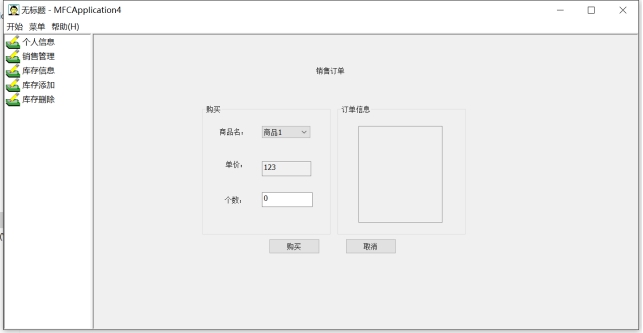 无标题 - MFCApplication4
开始 菜单 帮助(H)
个人信息
销售管理
库存信息
库存添加
库存删除
销售订单
购买
商品名： 商品1
单价： 123
个数： 0
订单信息
购买 取消